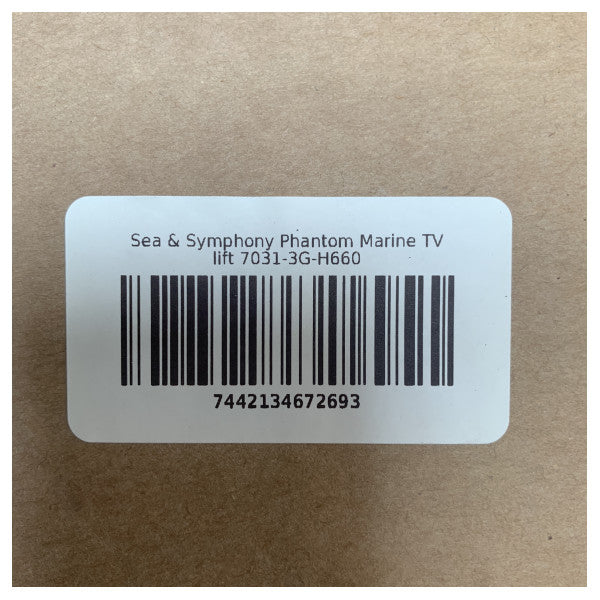 Sea & Symphony Phantom Marine TV
lift 7031-3G-H660
7442134672693